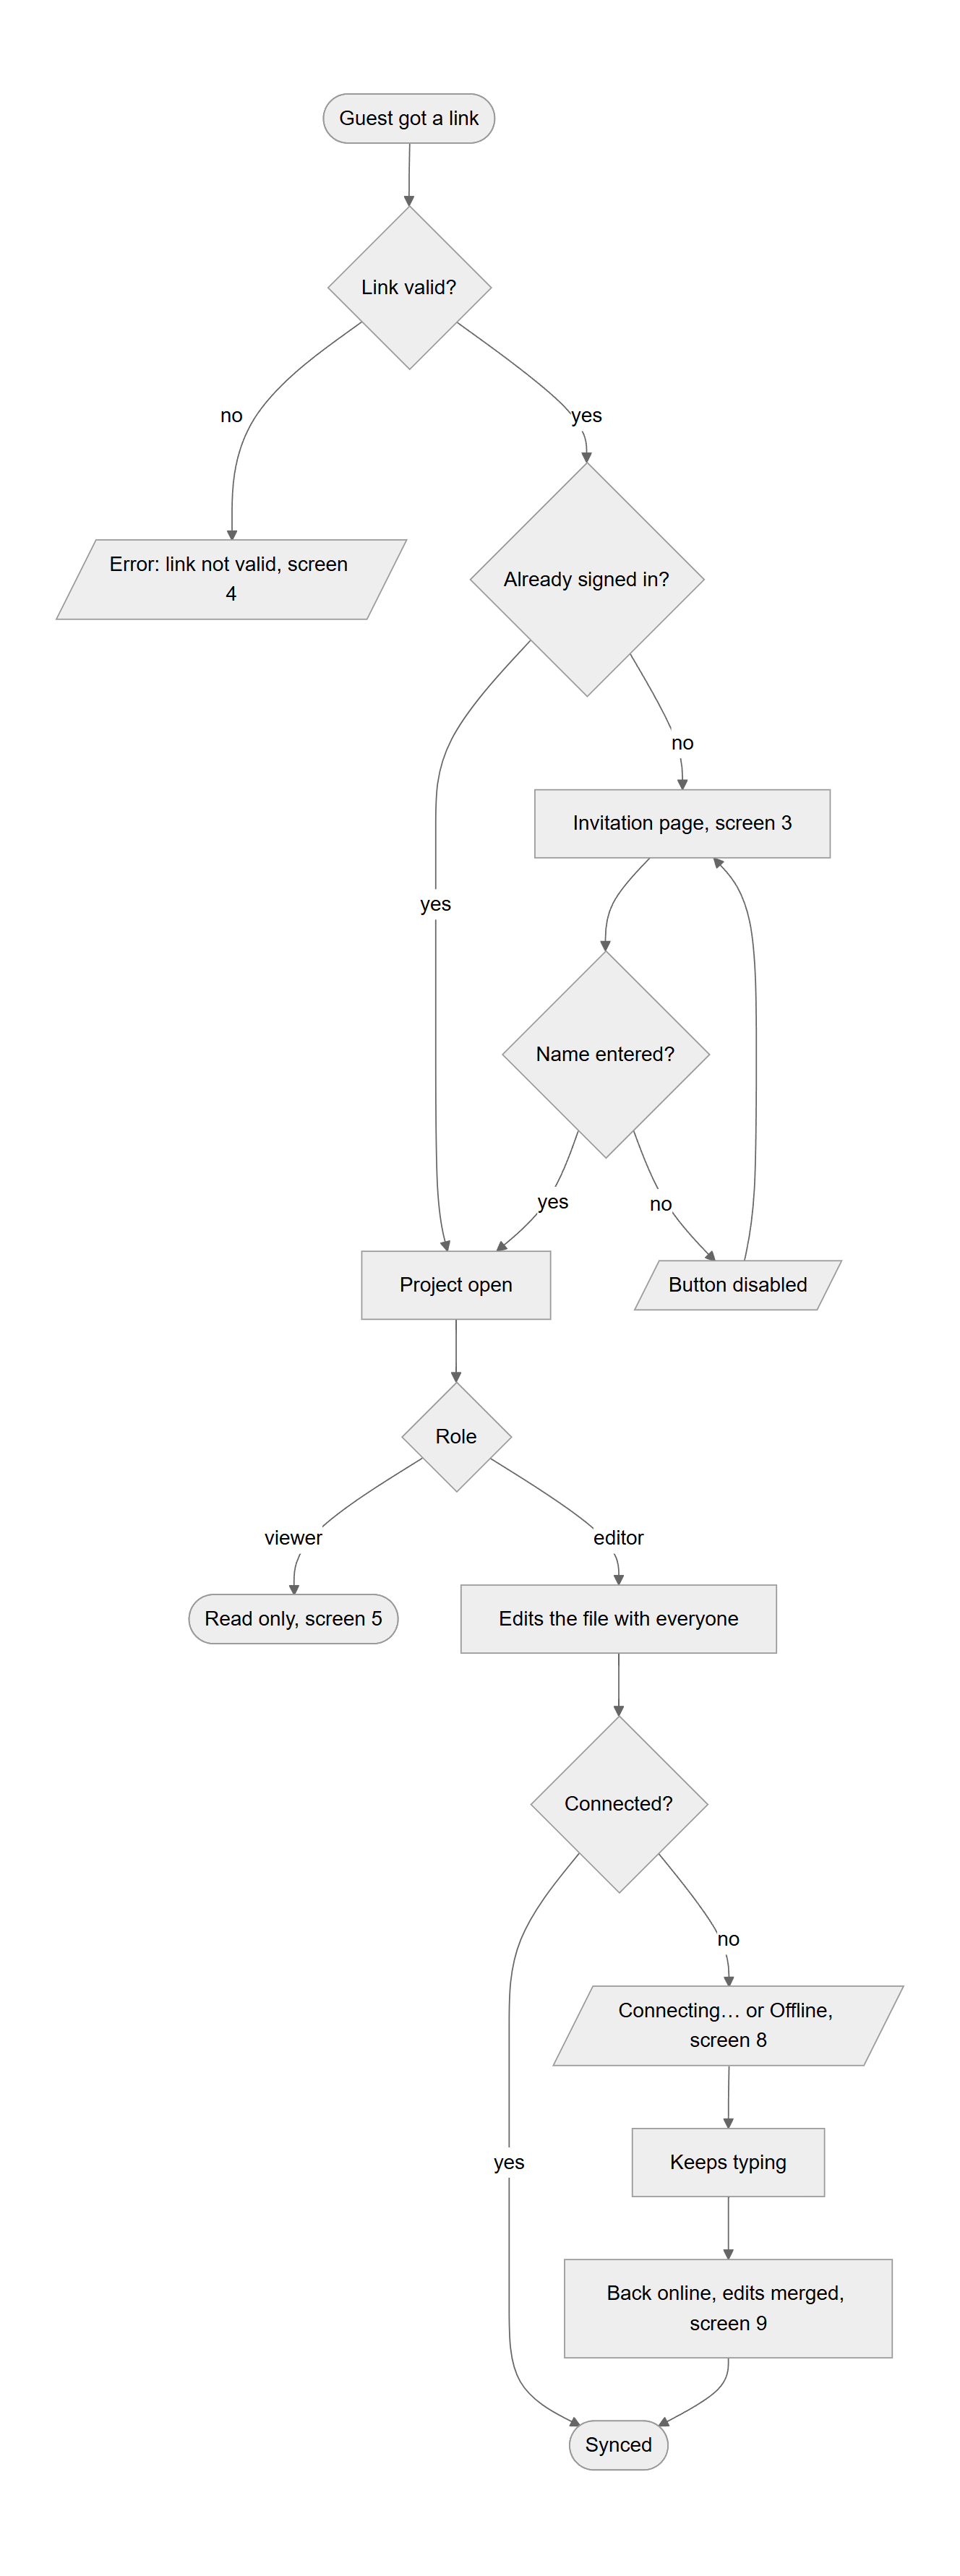 Guest got a link
Link valid?
no
yes
Error: link not valid, screen
4
Already signed in?
no
Invitation page, screen 3
yes
Name entered?
yes
no
Project open
Button disabled
Role
viewer
editor
Read only, screen 5
Edits the file with everyone
Connected?
no
Connecting… or Offline,
screen 8
yes
Keeps typing
Back online, edits merged,
screen 9
Synced